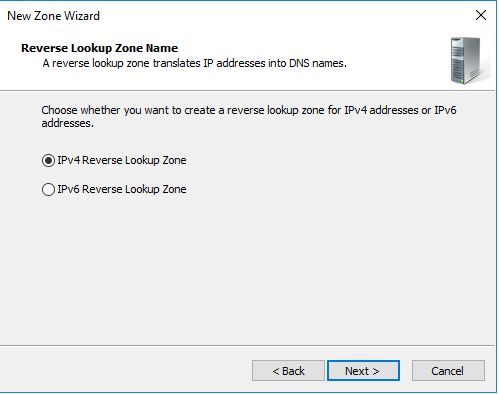 New Zone Wizard
Reverse Lookup Zone Name
A reverse lookup zone translates IP addresses into DNS names.
Choose whether you want to create a reverse lookup zone for IPv4 addresses or IPv6
addresses.
IPv4 Reverse Lookup Zone
IPv6 Reverse Lookup Zone
< Back
Next >
Cancel